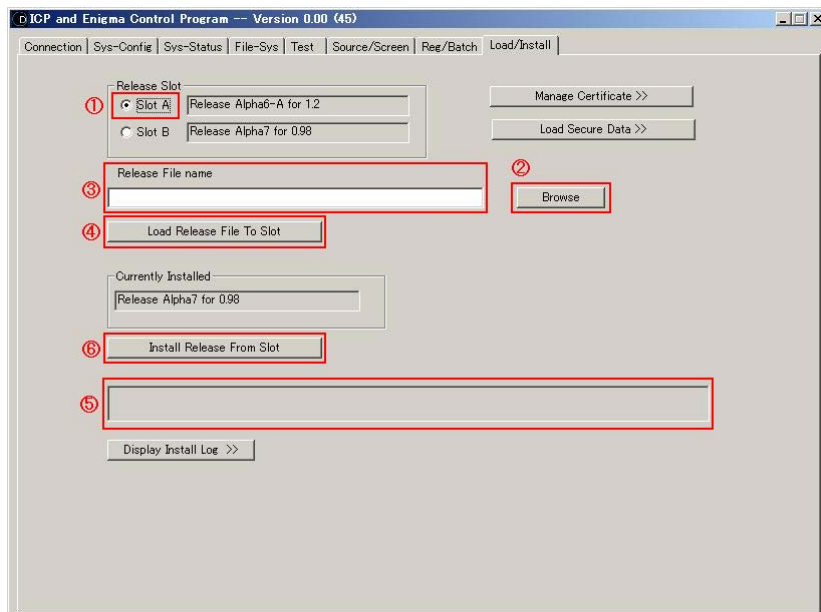 ICP and Enigma Control Program -- Version 0.00 (45)
Connection Sys-Config Sys-Status File-Sys Test Source/Screen Reg/Batch Load/Install
Release Slot
① Slot A Release Alpha6-A for 1.2
Manage Certificate >>
Slot B Release Alpha7 for 0.98
Load Secure Data >>
Release File name
②
③
Browse
④ Load Release File To Slot
Currently Installed
Release Alpha7 for 0.98
⑥ Install Release From Slot
⑤
Display Install Log >>